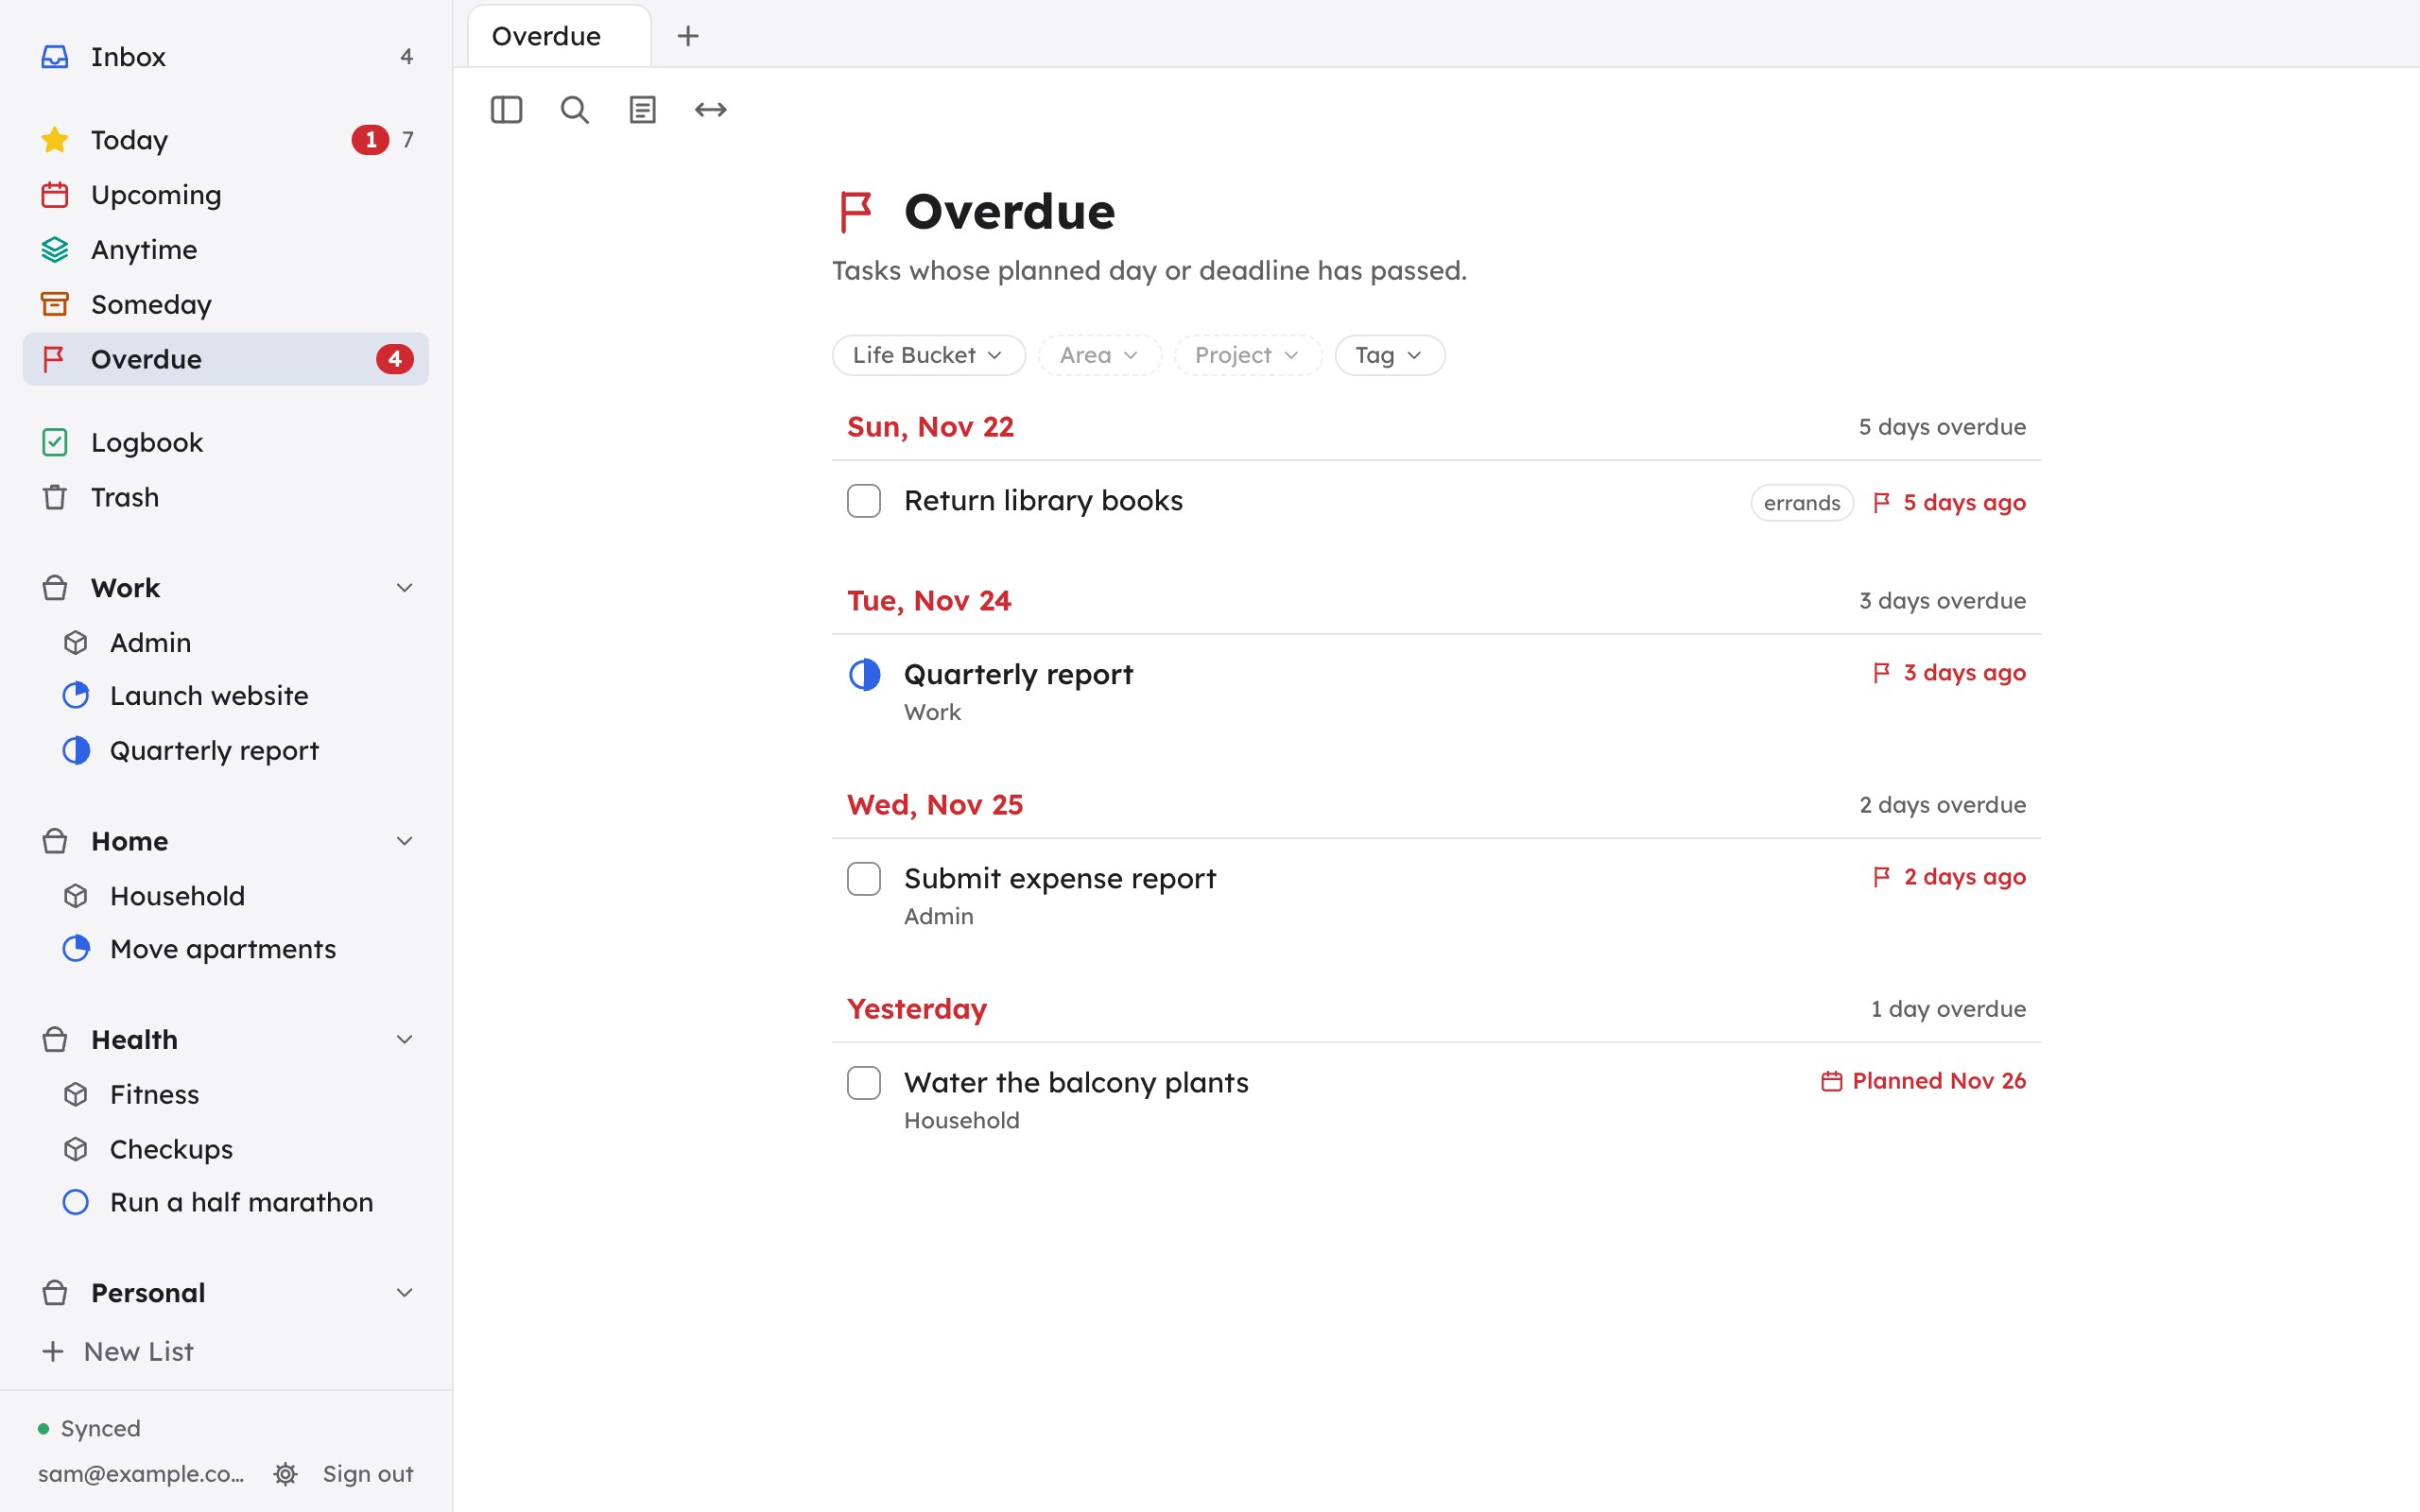 Inbox 4
Today 1 7
Upcoming
Anytime
Someday
Overdue 4
Logbook
Trash
Work
Admin
Launch website
Quarterly report
Home
Household
Move apartments
Health
Fitness
Checkups
Run a half marathon
Personal
New List
Synced
sam@example.co... Sign out
Overdue
Overdue
Tasks whose planned day or deadline has passed.
Life Bucket Area Project Tag
Sun, Nov 22 5 days overdue
Return library books errands 5 days ago
Tue, Nov 24 3 days overdue
Quarterly report 3 days ago
Work
Wed, Nov 25 2 days overdue
Submit expense report 2 days ago
Admin
Yesterday 1 day overdue
Water the balcony plants Planned Nov 26
Household